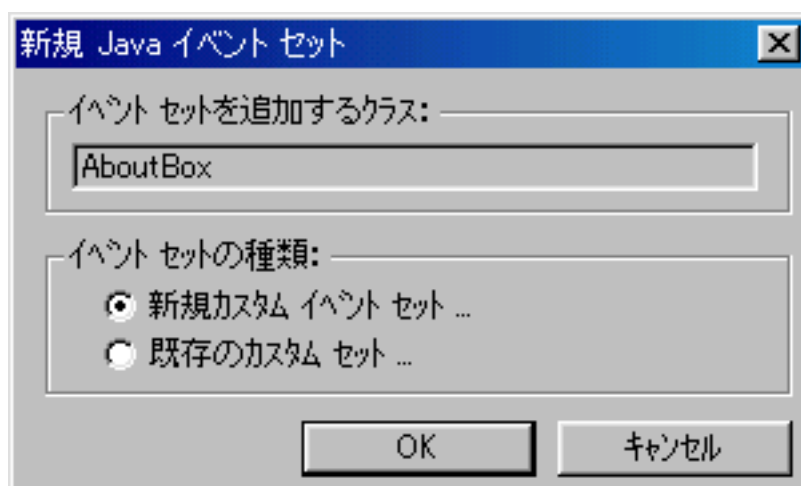 新規 Java イベント セット
イベント セットを追加するクラス:
AboutBox
イベント セットの種類:
新規カスタム イベント セット ...
既存のカスタム セット ...
OK
キャンセル